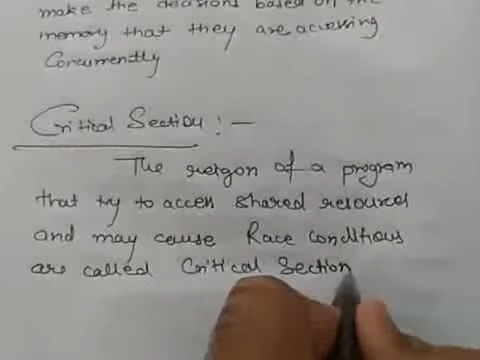 make the decisions based on the
memory that they are accessing
Concurrently
Critical Section :-
The reigon of a program
that try to access shared resources
and may cause Race conditions
are called Critical Section